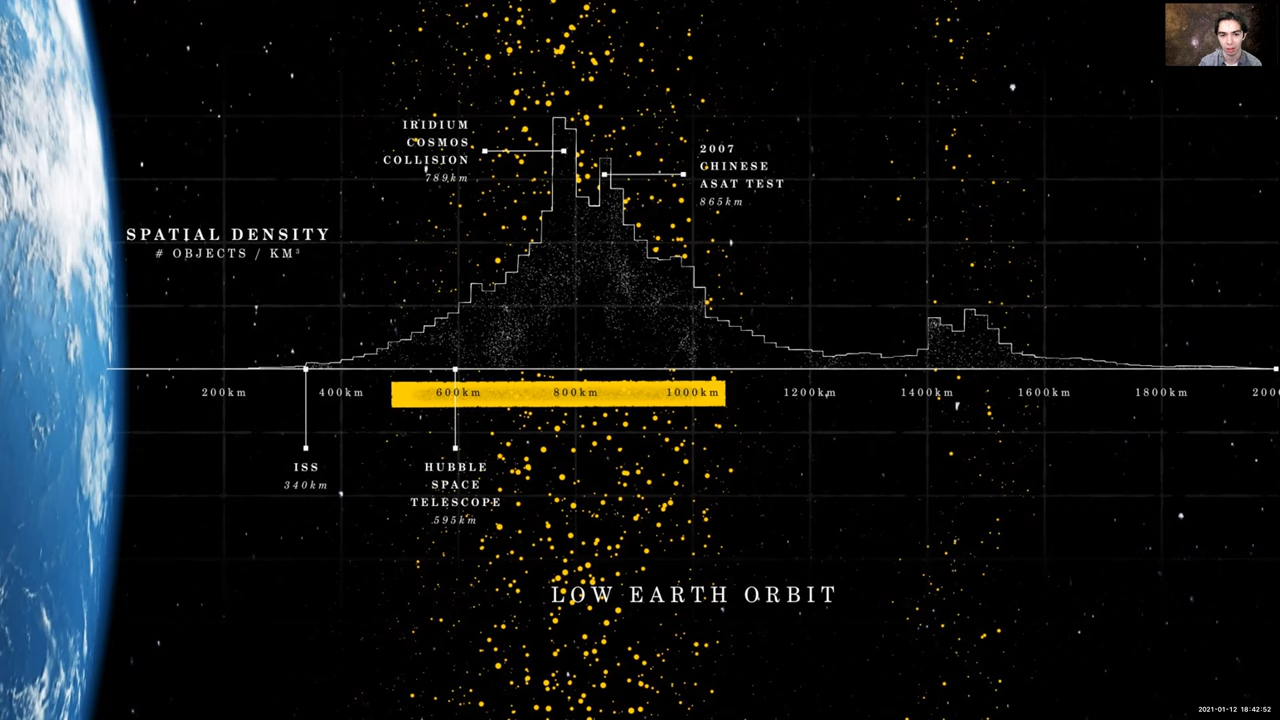 IRIDIUM
COSMOS
COLLISION
789km
2007
CHINESE
ASAT TEST
865km
SPATIAL DENSITY
# OBJECTS / KM³
200km 400km 600km 800km 1000km 1200km 1400km 1600km 1800km 200
ISS
340km
HUBBLE
SPACE
TELESCOPE
595km
LOW EARTH ORBIT
2021-01-12 18:42:52